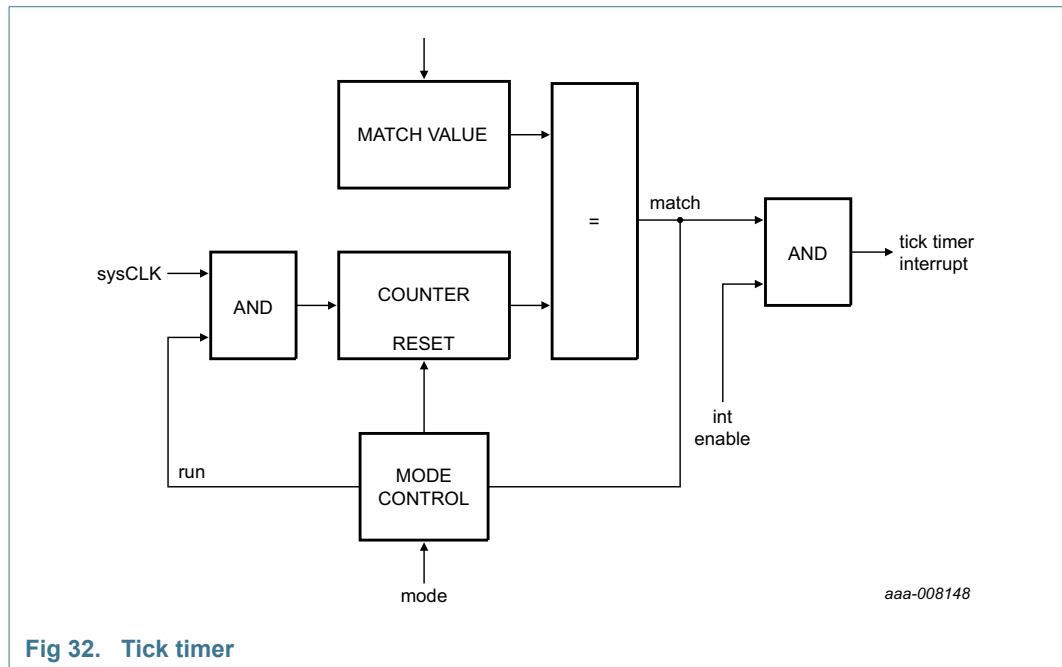 MATCH VALUE
match
=
AND
tick timer
interrupt
sysCLK
AND
COUNTER
RESET
int
enable
run
MODE
CONTROL
mode
aaa-008148
Fig 32. Tick timer